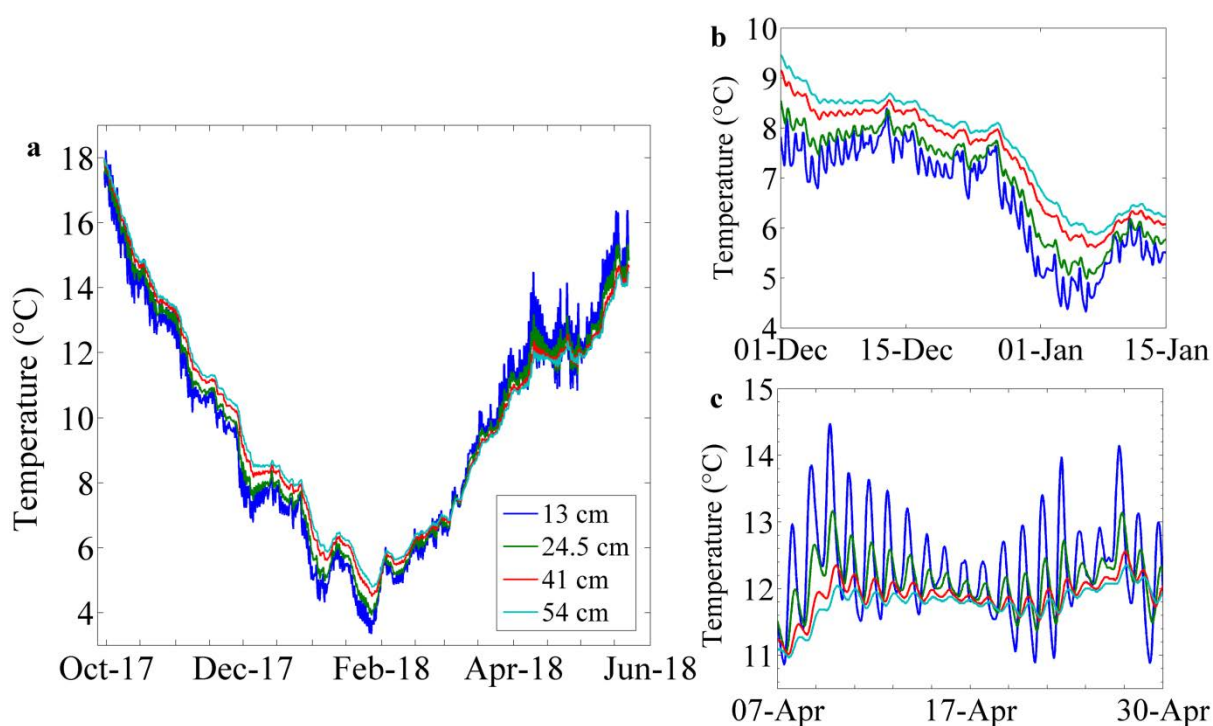 a
Temperature (°C)
18
16
14
12
10
8
6
4
Oct-17 Dec-17 Feb-18 Apr-18 Jun-18
13 cm
24.5 cm
41 cm
54 cm
b
Temperature (°C)
10
9
8
7
6
5
4
01-Dec 15-Dec 01-Jan 15-Jan
c
Temperature (°C)
15
14
13
12
11
07-Apr 17-Apr 30-Apr